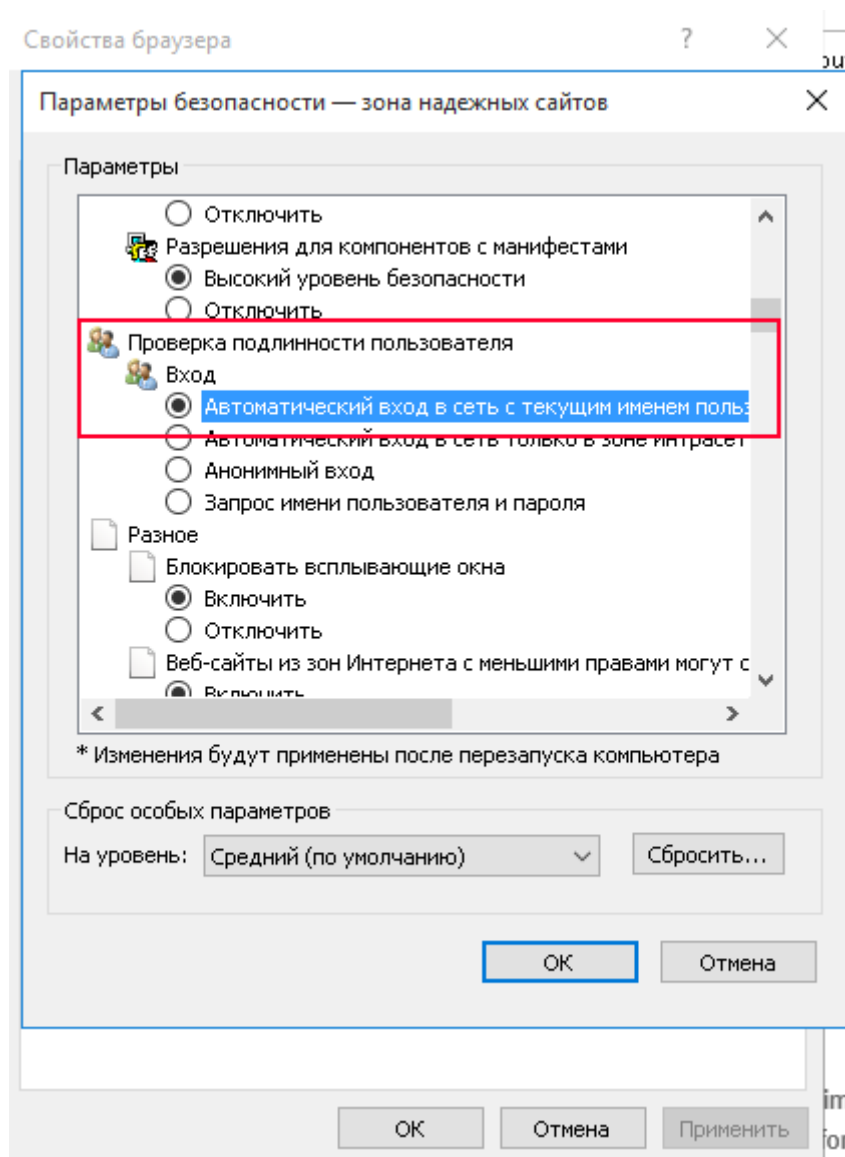 Свойства браузера
?
Параметры безопасности — зона надежных сайтов
Параметры
Отключить
Разрешения для компонентов с манифестами
Высокий уровень безопасности
Отключить
Проверка подлинности пользователя
Вход
Автоматический вход в сеть с текущим именем польз
Автоматический вход в сеть только в зоне интрасет
Анонимный вход
Запрос имени пользователя и пароля
Разное
Блокировать всплывающие окна
Включить
Отключить
Веб-сайты из зон Интернета с меньшими правами могут с
Включить
* Изменения будут применены после перезапуска компьютера
Сброс особых параметров
На уровень: Средний (по умолчанию) Сбросить...
ОК Отмена
ОК Отмена Применить